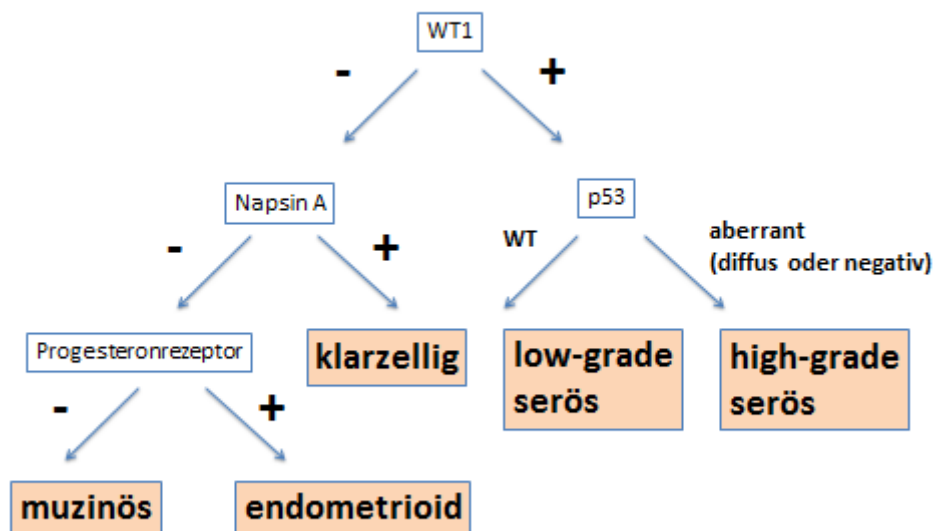 WT1
-
+
Napsin A
p53
-
+
WT
aberrant
(diffus oder negativ)
Progesteronrezeptor
klarzellig
low-grade
serös
high-grade
serös
-
+
muzinös
endometrioid